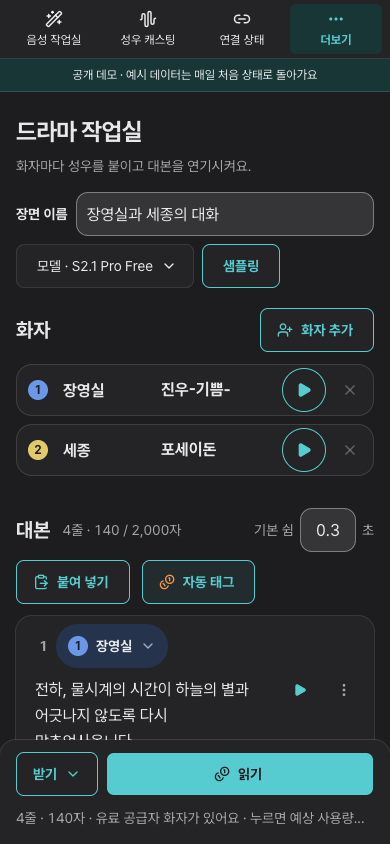 음성 작업실
성우 캐스팅
연결 상태
더보기
공개 데모 · 예시 데이터는 매일 처음 상태로 돌아가요
드라마 작업실
화자마다 성우를 붙이고 대본을 연기시켜요.
장면 이름
장영실과 세종의 대화
모델 · S2.1 Pro Free
샘플링
화자
화자 추가
1 장영실 진우-기쁨-
2 세종 포세이돈
대본 4줄 · 140 / 2,000자 기본 쉼 0.3 초
붙여 넣기
자동 태그
1 1 장영실
전하, 물시계의 시간이 하늘의 별과
어긋나지 않도록 다시
받기
읽기
4줄 · 140자 · 유료 공급자 화자가 있어요 · 누르면 예상 사용량...